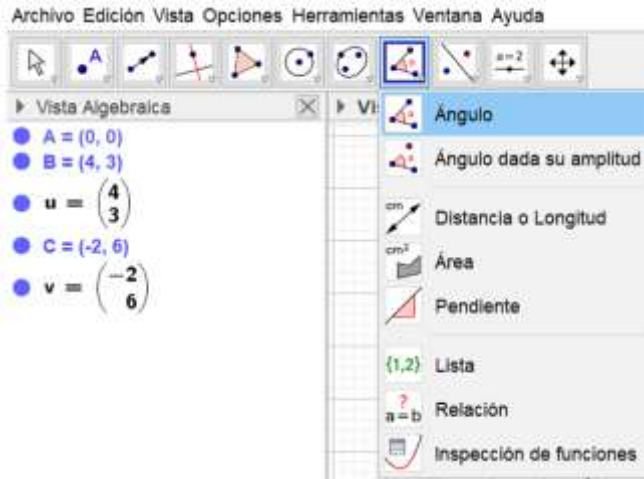 Archivo Edición Vista Opciones Herramientas Ventana Ayuda
A
a=2
Vista Algebraica
A = (0, 0)
B = (4, 3)
u = (4
3)
C = (-2, 6)
v = (−2
6)
Ángulo
Ángulo dada su amplitud
cm
Distancia o Longitud
cm²
Área
Pendiente
{1,2} Lista
?
a=b Relación
Inspección de funciones